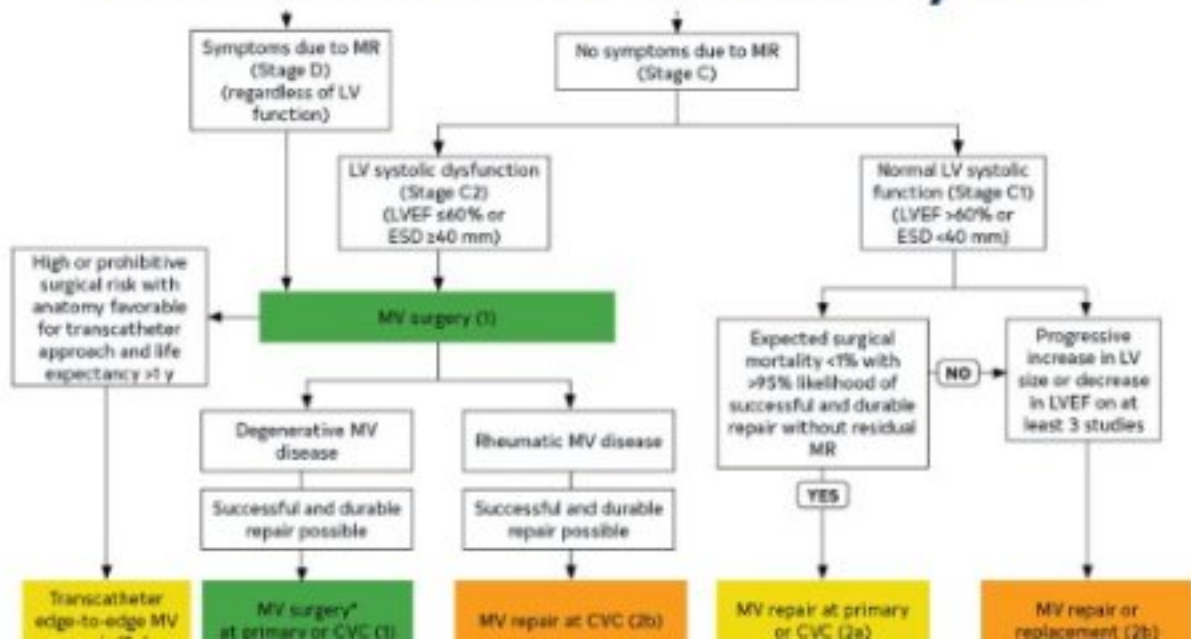 Symptoms due to MR
(Stage D)
(regardless of LV
function)
No symptoms due to MR
(Stage C)
LV systolic dysfunction
(Stage C2)
(LVEF ≤60% or
ESD ≥40 mm)
Normal LV systolic
function (Stage C1)
(LVEF >60% or
ESD <40 mm)
High or prohibitive
surgical risk with
anatomy favorable
for transcatheter
approach and life
expectancy >1 y
MV surgery (1)
Expected surgical
mortality <1% with
>95% likelihood of
successful and durable
repair without residual
MR
NO
Progressive
increase in LV
size or decrease
in LVEF on at
least 3 studies
Degenerative MV
disease
Rheumatic MV disease
YES
Successful and durable
repair possible
Successful and durable
repair possible
Transcatheter
edge-to-edge MV
MV surgery*
at primary or CVC (1)
MV repair at CVC (2b)
MV repair at primary
or CVC (2a)
MV repair or
replacement (2b)